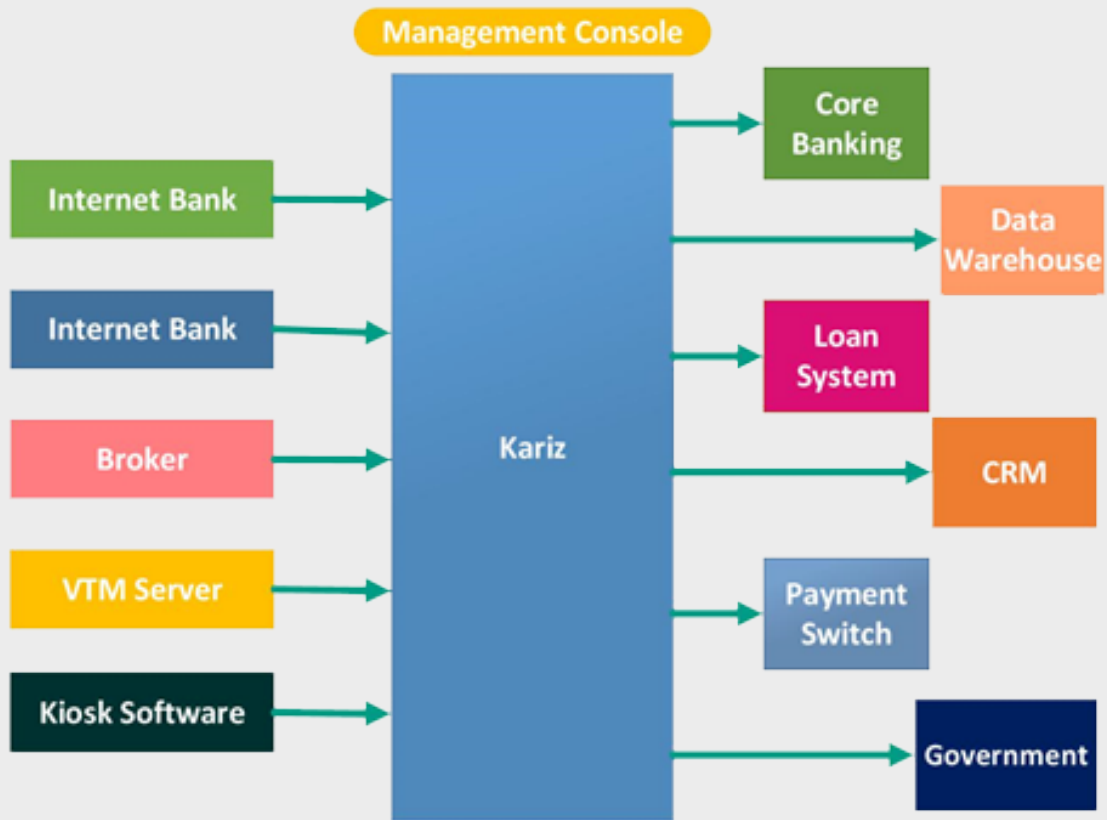 Management Console
Internet Bank
Internet Bank
Broker
VTM Server
Kiosk Software
Kariz
Core
Banking
Data
Warehouse
Loan
System
CRM
Payment
Switch
Government